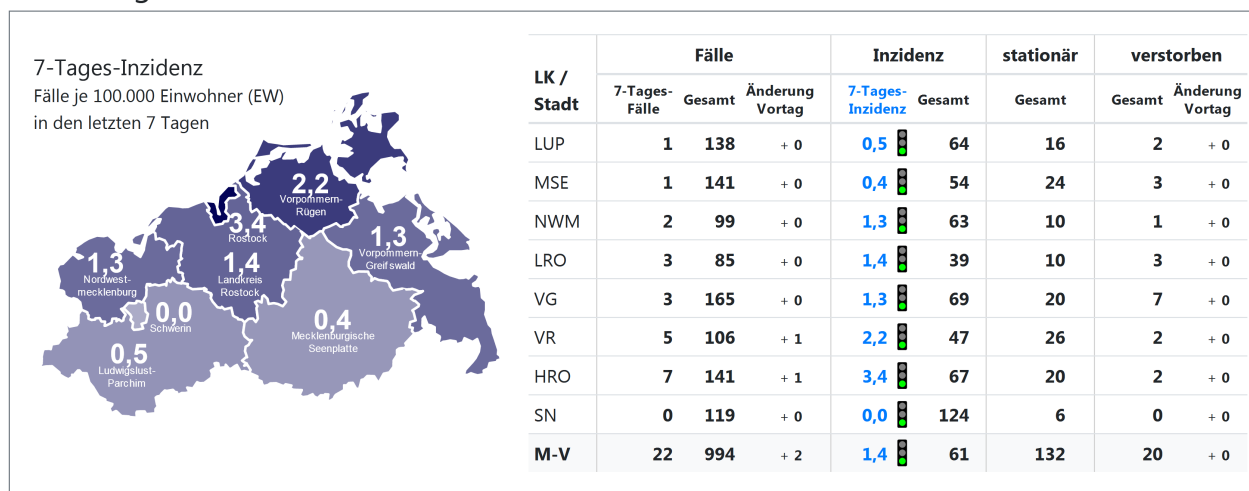 7-Tages-Inzidenz
Fälle je 100.000 Einwohner (EW)
in den letzten 7 Tagen
2,2
Vorpommern-
Rügen
3,4
Rostock
1,3
Vorpommern-
Greifswald
1,3
Nordwest-
mecklenburg
1,4
Landkreis
Rostock
0,0
Schwerin
0,4
Mecklenburgische
Seenplatte
0,5
Ludwigslust-
Parchim
LK / Stadt Fälle Inzidenz stationär verstorben
7-Tages-Fälle Gesamt Änderung Vortag 7-Tages-Inzidenz Gesamt Gesamt Gesamt Änderung Vortag
LUP 1 138 + 0 0,5 64 16 2 + 0
MSE 1 141 + 0 0,4 54 24 3 + 0
NWM 2 99 + 0 1,3 63 10 1 + 0
LRO 3 85 + 0 1,4 39 10 3 + 0
VG 3 165 + 0 1,3 69 20 7 + 0
VR 5 106 + 1 2,2 47 26 2 + 0
HRO 7 141 + 1 3,4 67 20 2 + 0
SN 0 119 + 0 0,0 124 6 0 + 0
M-V 22 994 + 2 1,4 61 132 20 + 0